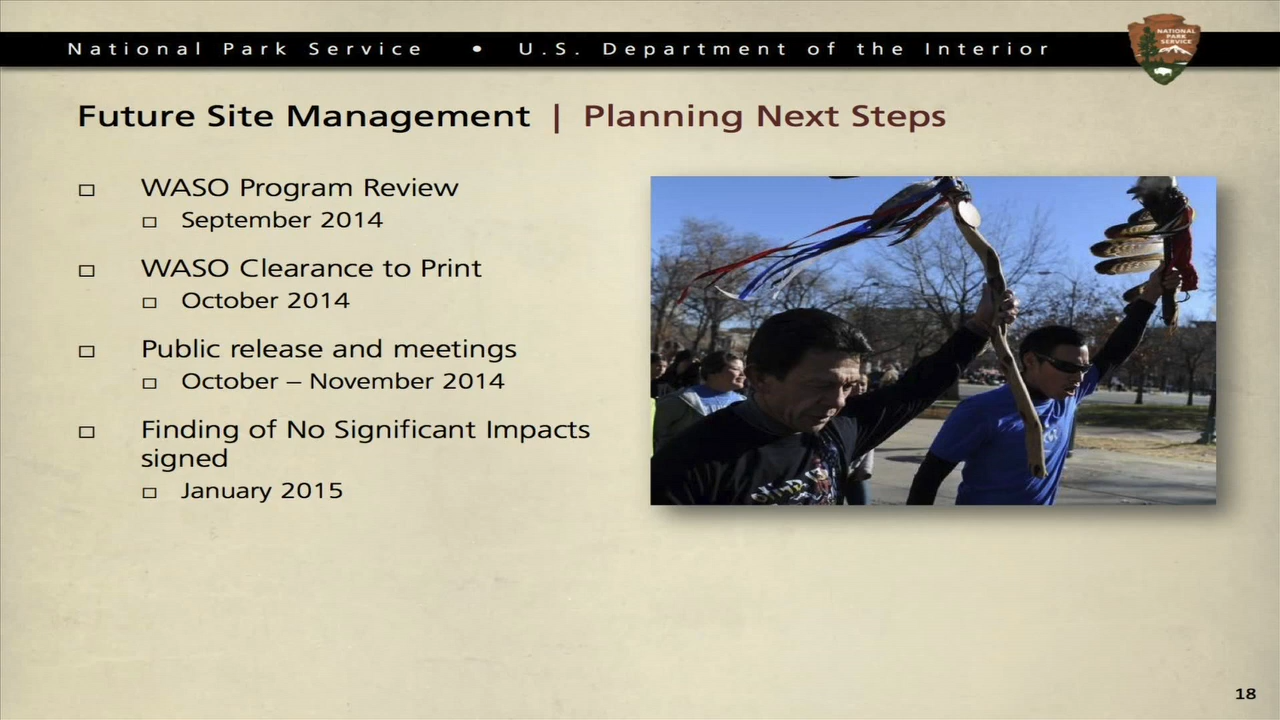 National Park Service • U.S. Department of the Interior
NATIONAL
PARK
SERVICE
Future Site Management | Planning Next Steps
WASO Program Review
September 2014
WASO Clearance to Print
October 2014
Public release and meetings
October – November 2014
Finding of No Significant Impacts
signed
January 2015
18